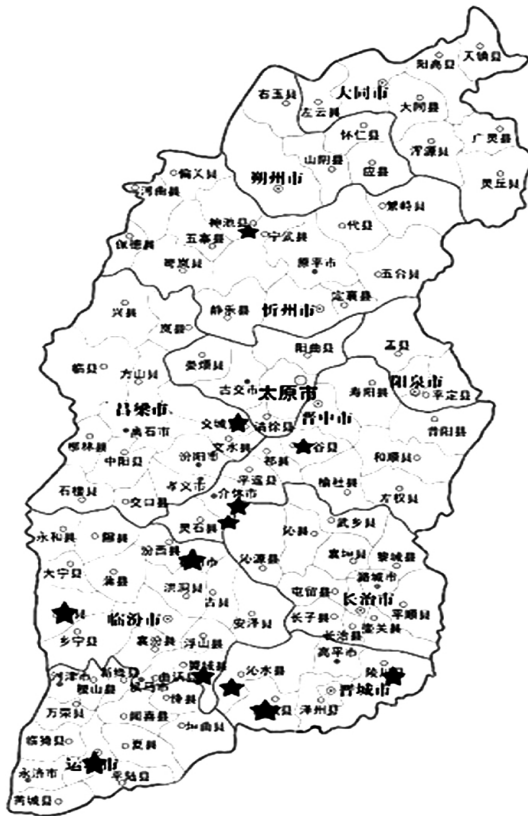 天镇县
阳高县
大同市
右玉县
左云县
大同县
怀仁县
广灵县
浑源县
山阴县
应县
灵丘县
朔州市
偏关县
河曲县
繁峙县
神池县
代县
宁武县
保德县
五寨县
原平市
岢岚县
五台县
定襄县
静乐县
忻州市
兴县
岚县
阳曲县
盂县
娄烦县
临县
方山县
古交市
太原市
阳泉市
平定县
寿阳县
吕梁市
晋中市
交城
清徐县
昔阳县
离石市
文水县
谷县
柳林县
中阳县
汾阳市
祁县
和顺县
平遥县
孝义市
介休市
榆社县
左权县
石楼县
交口县
灵石县
武乡县
永和县
隰县
汾西县
沁县
襄垣县
黎城县
沁源县
市
大宁县
蒲县
洪洞县
潞城市
屯留县
古县
长治市
平顺县
县
临汾市
安泽县
长子县
壶关县
长治县
乡宁县
襄汾县
浮山县
高平市
翼城县
沁水县
陵川
河津市
新绛县
曲沃县
稷山县
侯马市
晋城市
绛县
县
泽州县
万荣县
闻喜县
垣曲县
临猗县
夏县
运
市
永济市
平陆县
芮城县